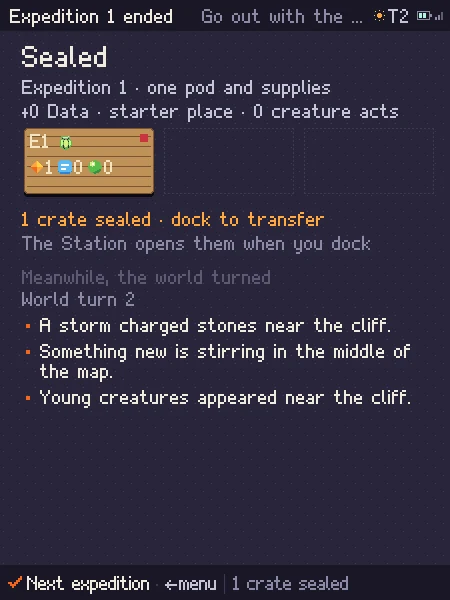 Expedition 1 ended
Go out with the ...
T2
Sealed
Expedition 1 · one pod and supplies
+0 Data · starter place · 0 creature acts
E1
1 0 0
1 crate sealed · dock to transfer
The Station opens them when you dock
Meanwhile, the world turned
World turn 2
• A storm charged stones near the cliff.
• Something new is stirring in the middle of
the map.
• Young creatures appeared near the cliff.
Next expedition · ←menu | 1 crate sealed